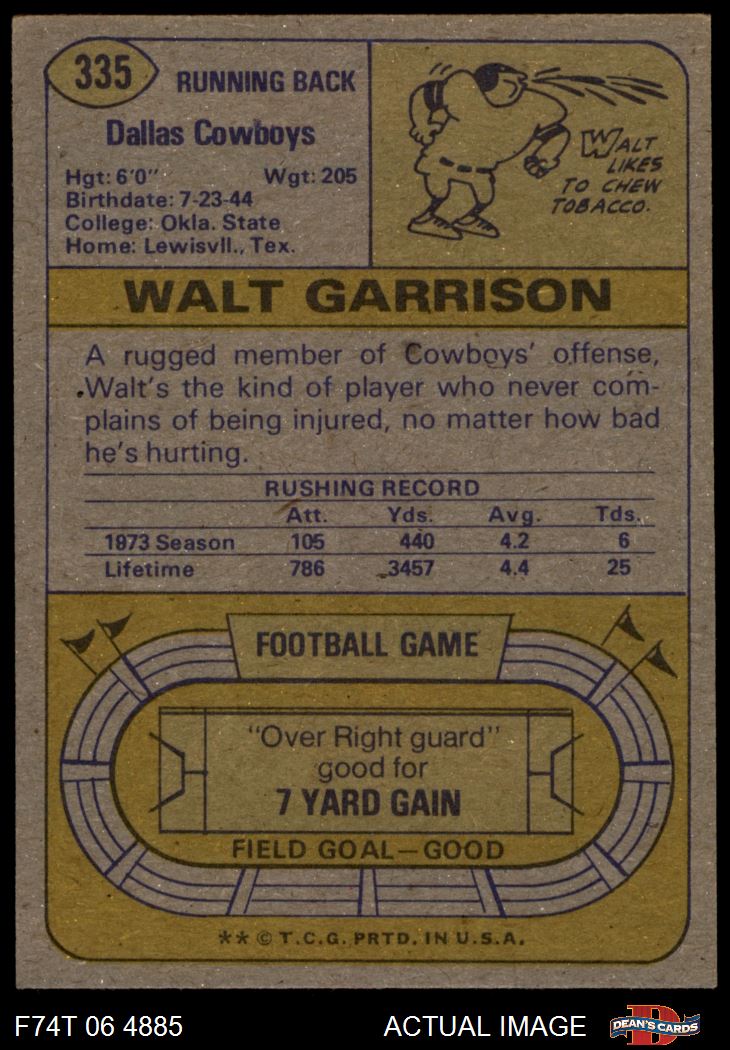 335
RUNNING BACK
Dallas Cowboys
Hgt: 6'0" Wgt: 205
Birthdate: 7-23-44
College: Okla. State
Home: Lewisvll., Tex.
WALT
LIKES
TO CHEW
TOBACCO.
WALT GARRISON
A rugged member of Cowboys' offense,
Walt's the kind of player who never com-
plains of being injured, no matter how bad
he's hurting.
RUSHING RECORD
Att. Yds. Avg. Tds.
1973 Season 105 440 4.2 6
Lifetime 786 3457 4.4 25
FOOTBALL GAME
"Over Right guard"
good for
7 YARD GAIN
FIELD GOAL—GOOD
** © T.C.G. PRTD. IN U.S.A.
F74T 06 4885 ACTUAL IMAGE
D
DEAN'S CARDS